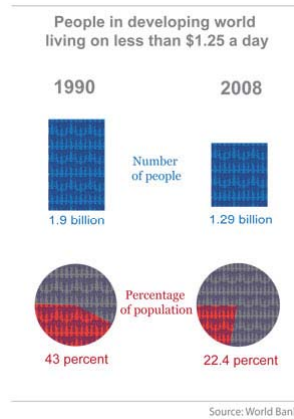 People in developing world
living on less than $1.25 a day
1990
2008
Number
of people
1.9 billion
1.29 billion
Percentage
of population
43 percent
22.4 percent
Source: World Ban